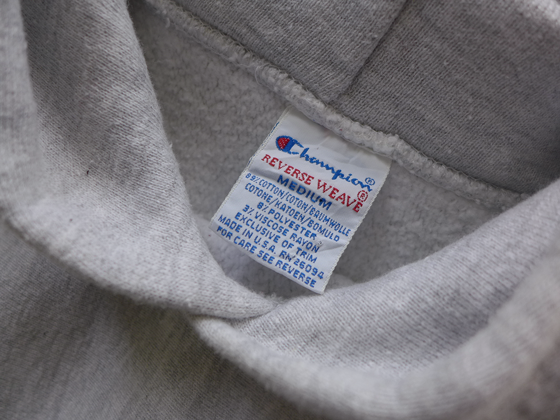 Champion®
REVERSE WEAVE®
MEDIUM
89% COTTON/COTON/BAUMWOLLE
COTONE/KATOEN/BOMULD
8% POLYESTER
3% VISCOSE RAYON
EXCLUSIVE OF TRIM
MADE IN U.S.A. RN 26094
FOR CARE SEE REVERSE